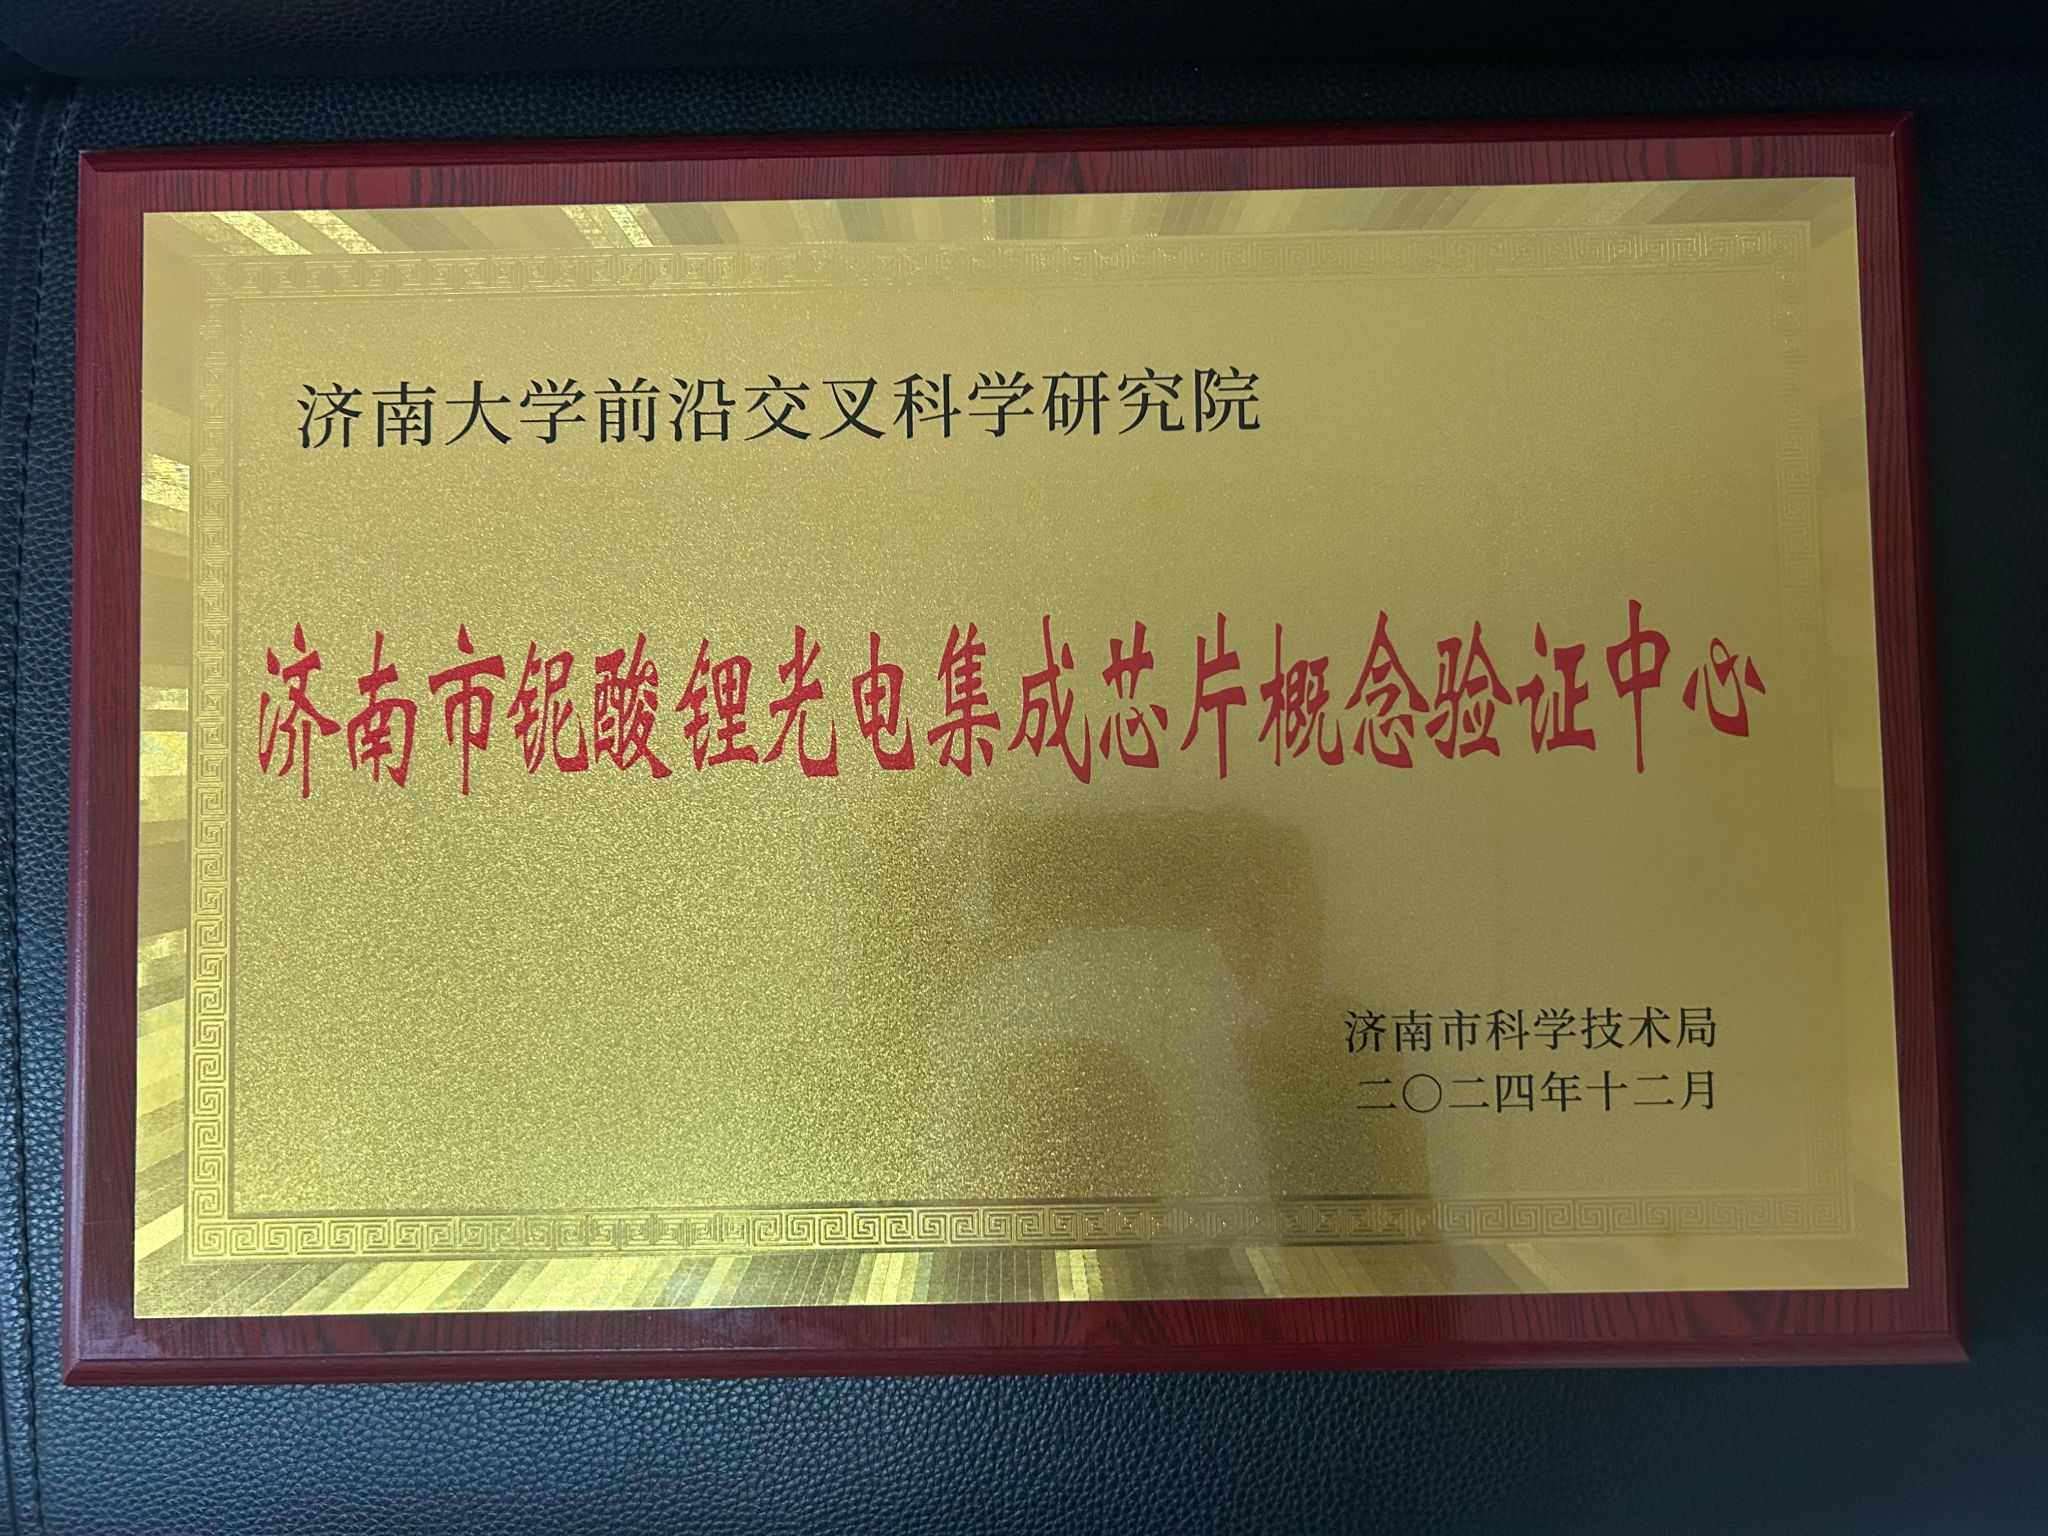 济南大学前沿交叉科学研究院
济南市铌酸锂光电集成芯片概念验证中心
济南市科学技术局
二〇二四年十二月